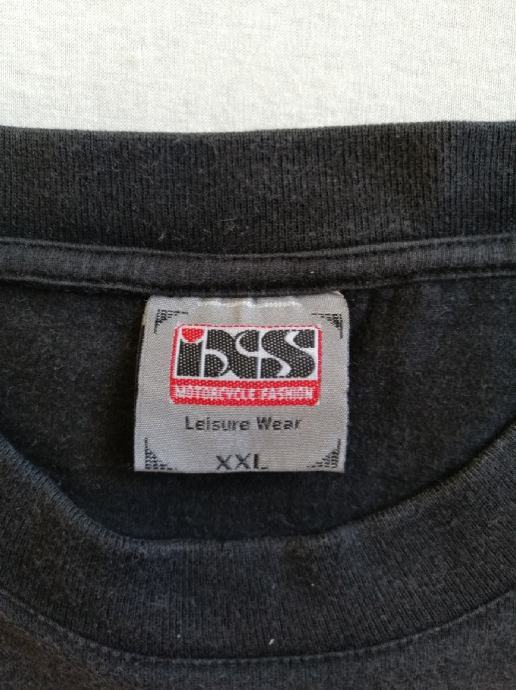 ixs
MOTORCYCLE FASHION
Leisure Wear
XXL